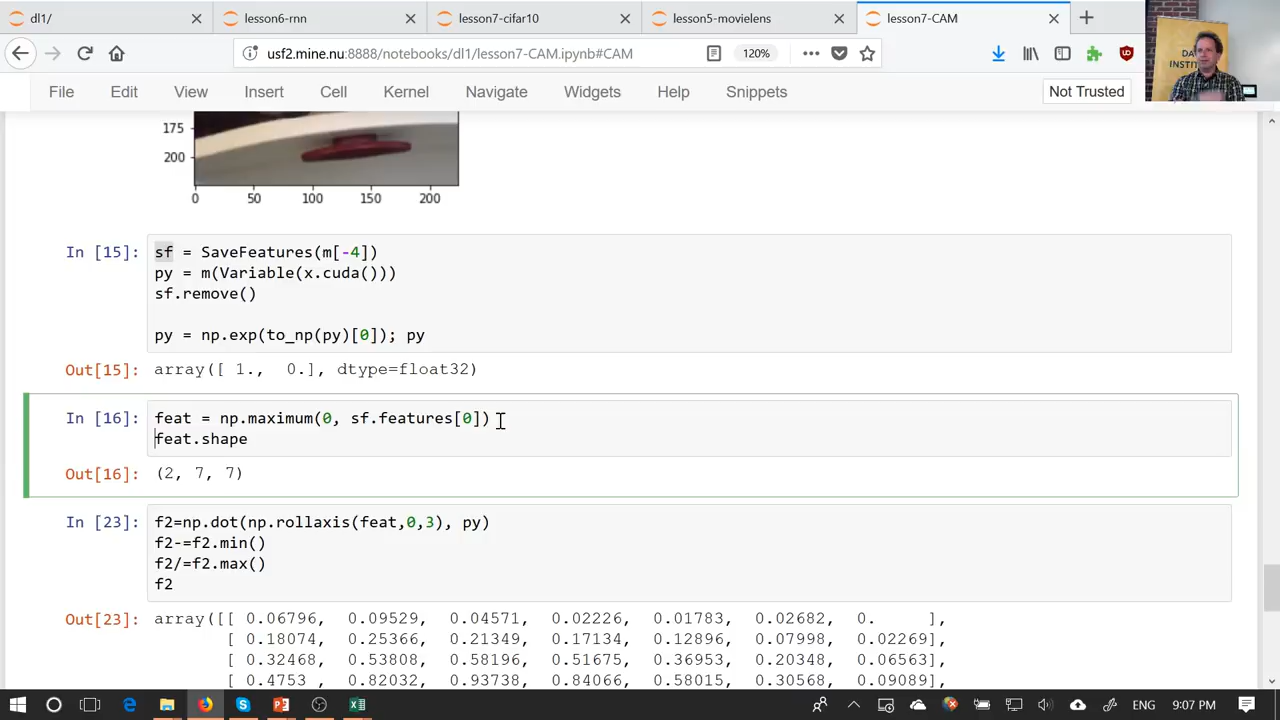 dl1/ lesson6-rnn lesson7-cifar10 lesson5-movielens lesson7-CAM
usf2.mine.nu:8888/notebooks/dl1/lesson7-CAM.ipynb#CAM 120%
File Edit View Insert Cell Kernel Navigate Widgets Help Snippets Not Trusted
175
200
0 50 100 150 200
In [15]: sf = SaveFeatures(m[-4])
py = m(Variable(x.cuda()))
sf.remove()
py = np.exp(to_np(py)[0]); py
Out[15]: array([ 1., 0.], dtype=float32)
In [16]: feat = np.maximum(0, sf.features[0])
feat.shape
Out[16]: (2, 7, 7)
In [23]: f2=np.dot(np.rollaxis(feat,0,3), py)
f2-=f2.min()
f2/=f2.max()
f2
Out[23]: array([[ 0.06796, 0.09529, 0.04571, 0.02226, 0.01783, 0.02682, 0. ],
[ 0.18074, 0.25366, 0.21349, 0.17134, 0.12896, 0.07998, 0.02269],
[ 0.32468, 0.53808, 0.58196, 0.51675, 0.36953, 0.20348, 0.06563],
[ 0.4753 , 0.82032, 0.93738, 0.84066, 0.58015, 0.30568, 0.09089],
ENG 9:07 PM